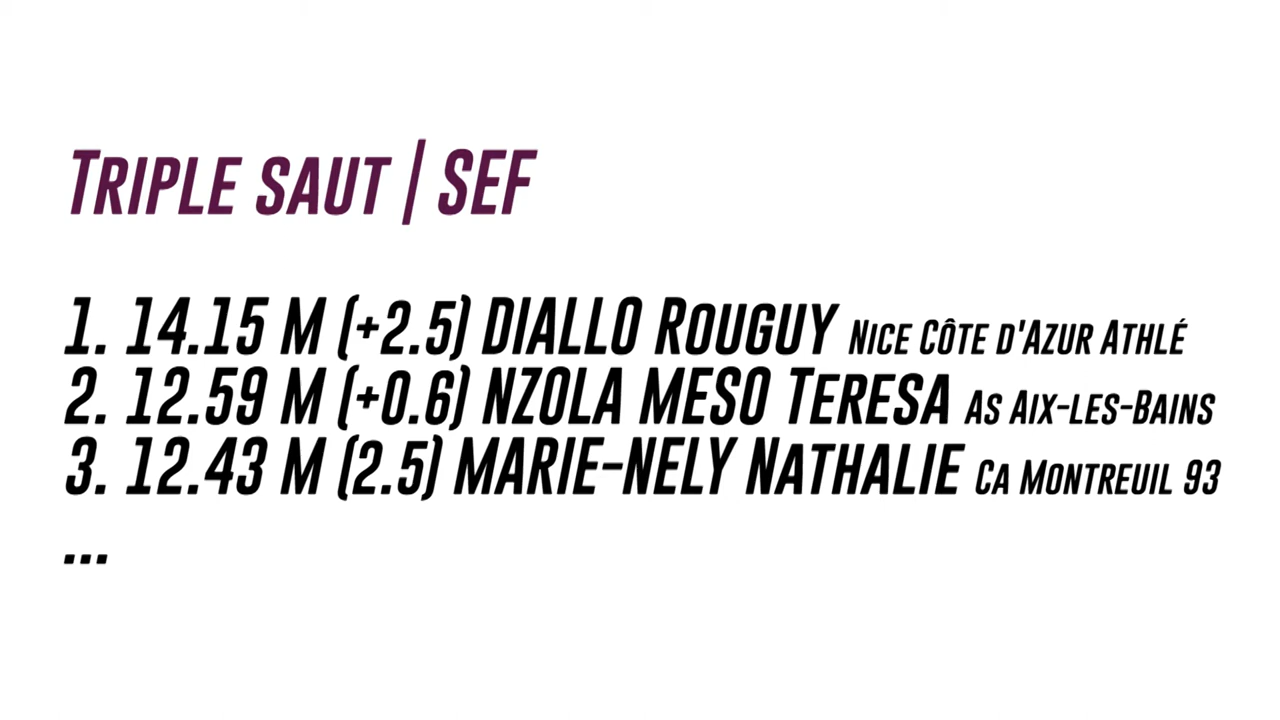 Triple saut | SEF
1. 14.15 M (+2.5) DIALLO Rouguy Nice Côte d'Azur Athlé
2. 12.59 M (+0.6) NZOLA MESO Teresa As Aix-les-Bains
3. 12.43 M (2.5) MARIE-NELY Nathalie Ca Montreuil 93
...